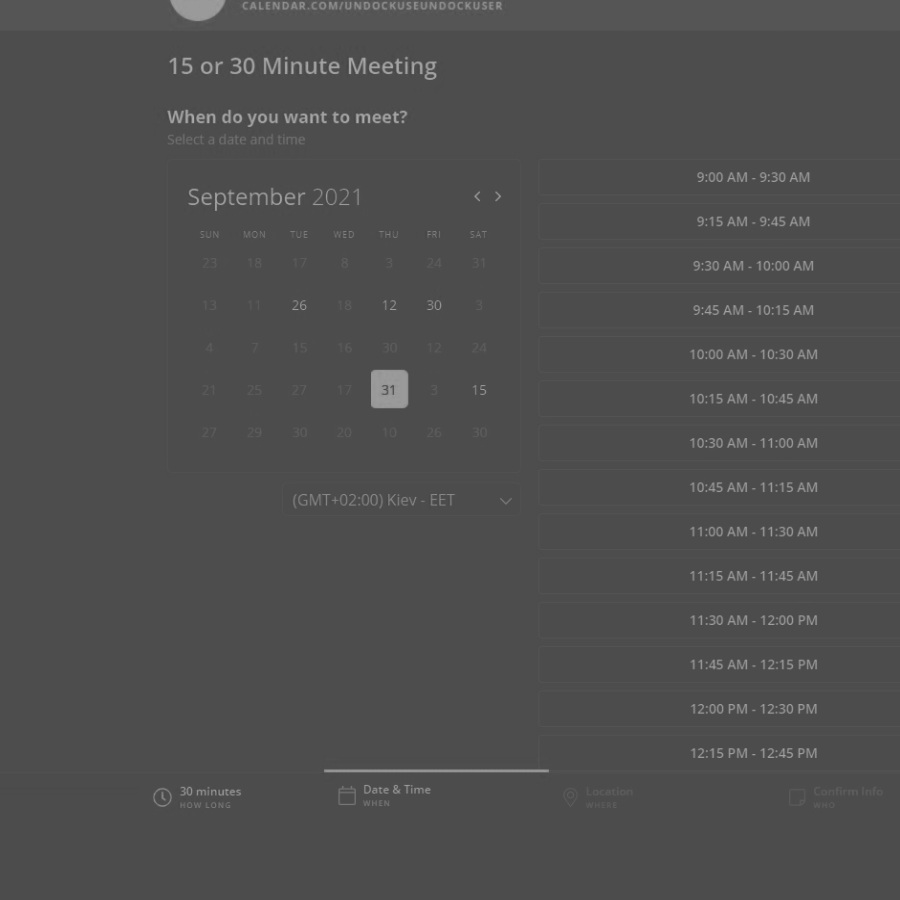 CALENDAR.COM/UNDOCKUSEUNDOCKUSER
15 or 30 Minute Meeting
When do you want to meet?
Select a date and time
September 2021
SUN MON TUE WED THU FRI SAT
23 18 17 8 3 24 31
13 11 26 18 12 30 3
4 7 15 16 30 12 24
21 25 27 17 31 3 15
27 29 30 20 10 26 30
(GMT+02:00) Kiev - EET
9:00 AM - 9:30 AM
9:15 AM - 9:45 AM
9:30 AM - 10:00 AM
9:45 AM - 10:15 AM
10:00 AM - 10:30 AM
10:15 AM - 10:45 AM
10:30 AM - 11:00 AM
10:45 AM - 11:15 AM
11:00 AM - 11:30 AM
11:15 AM - 11:45 AM
11:30 AM - 12:00 PM
11:45 AM - 12:15 PM
12:00 PM - 12:30 PM
12:15 PM - 12:45 PM
30 minutes
HOW LONG
Date & Time
WHEN
Location
WHERE
Confirm Info
WHO